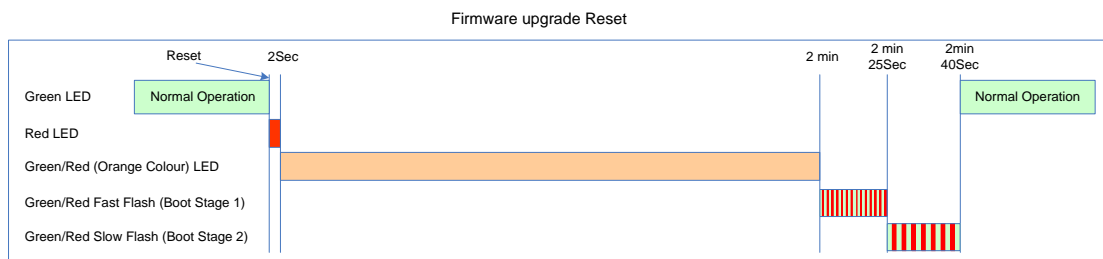 Firmware upgrade Reset
Reset
2Sec
2 min
2 min
25Sec
2min
40Sec
Green LED
Normal Operation
Normal Operation
Red LED
Green/Red (Orange Colour) LED
Green/Red Fast Flash (Boot Stage 1)
Green/Red Slow Flash (Boot Stage 2)